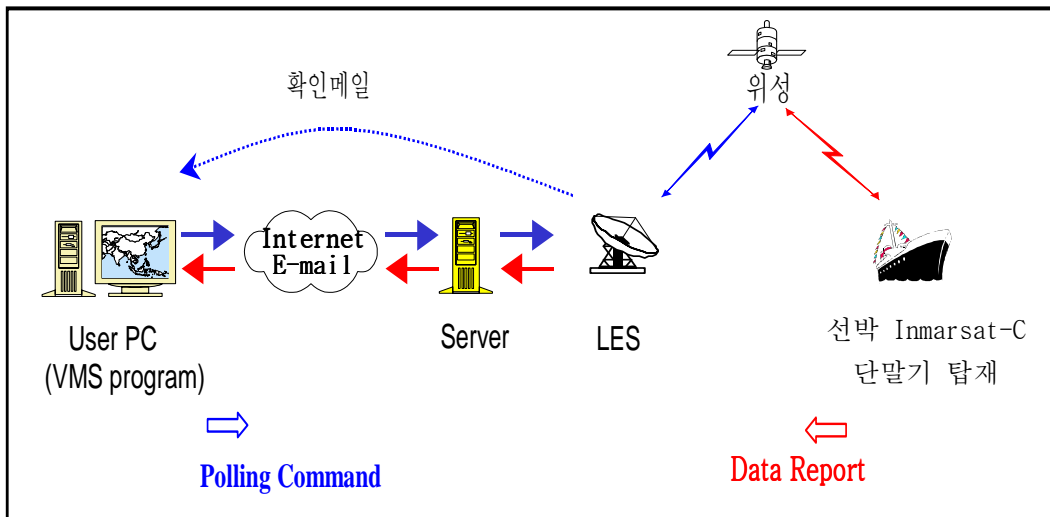 위성
확인메일
Internet
E-mail
User PC
(VMS program)
Server
LES
선박 Inmarsat-C
단말기 탑재
Polling Command
Data Report